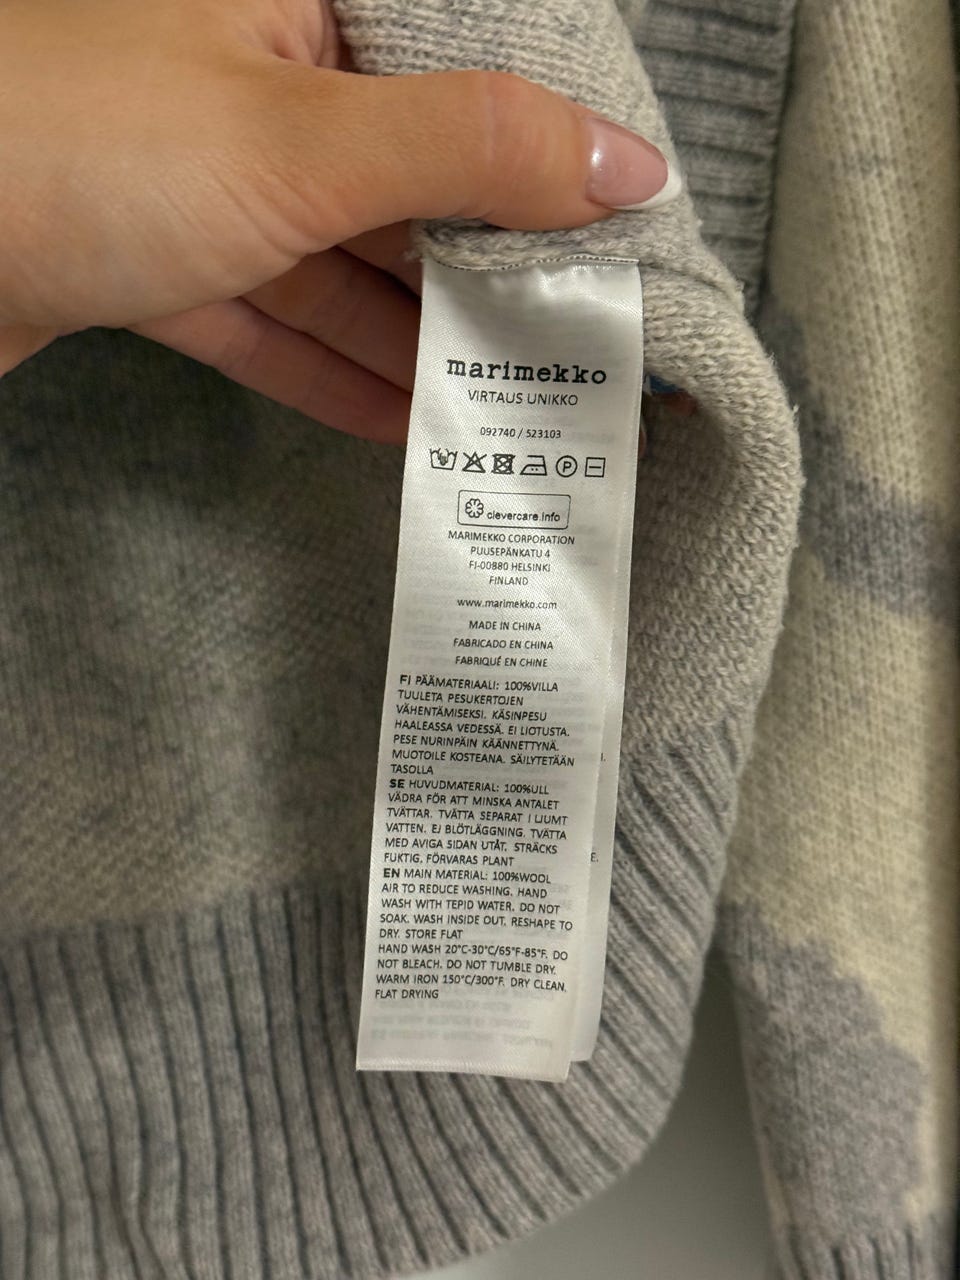 marimekko
VIRTAUS UNIKKO
092740 / 523103
P
clevercare.info
MARIMEKKO CORPORATION
PUUSEPÄNKATU 4
FI-00880 HELSINKI
FINLAND
www.marimekko.com
MADE IN CHINA
FABRICADO EN CHINA
FABRIQUÉ EN CHINE
FI PÄÄMATERIAALI: 100%VILLA
TUULETA PESUKERTOJEN
VÄHENTÄMISEKSI. KÄSINPESU
HAALEASSA VEDESSÄ. EI LIOTUSTA.
PESE NURINPÄIN KÄÄNNETTYNÄ.
MUOTOILE KOSTEANA. SÄILYTETÄÄN
TASOLLA
SE HUVUDMATERIAL: 100%ULL
VÄDRA FÖR ATT MINSKA ANTALET
TVÄTTAR. TVÄTTA SEPARAT I LJUMT
VATTEN. EJ BLÖTLÄGGNING. TVÄTTA
MED AVIGA SIDAN UTÅT. STRÄCKS
FUKTIG, FÖRVARAS PLANT
EN MAIN MATERIAL: 100%WOOL
AIR TO REDUCE WASHING. HAND
WASH WITH TEPID WATER. DO NOT
SOAK. WASH INSIDE OUT. RESHAPE TO
DRY. STORE FLAT
HAND WASH 20°C-30°C/65°F-85°F. DO
NOT BLEACH. DO NOT TUMBLE DRY.
WARM IRON 150°C/300°F. DRY CLEAN.
FLAT DRYING